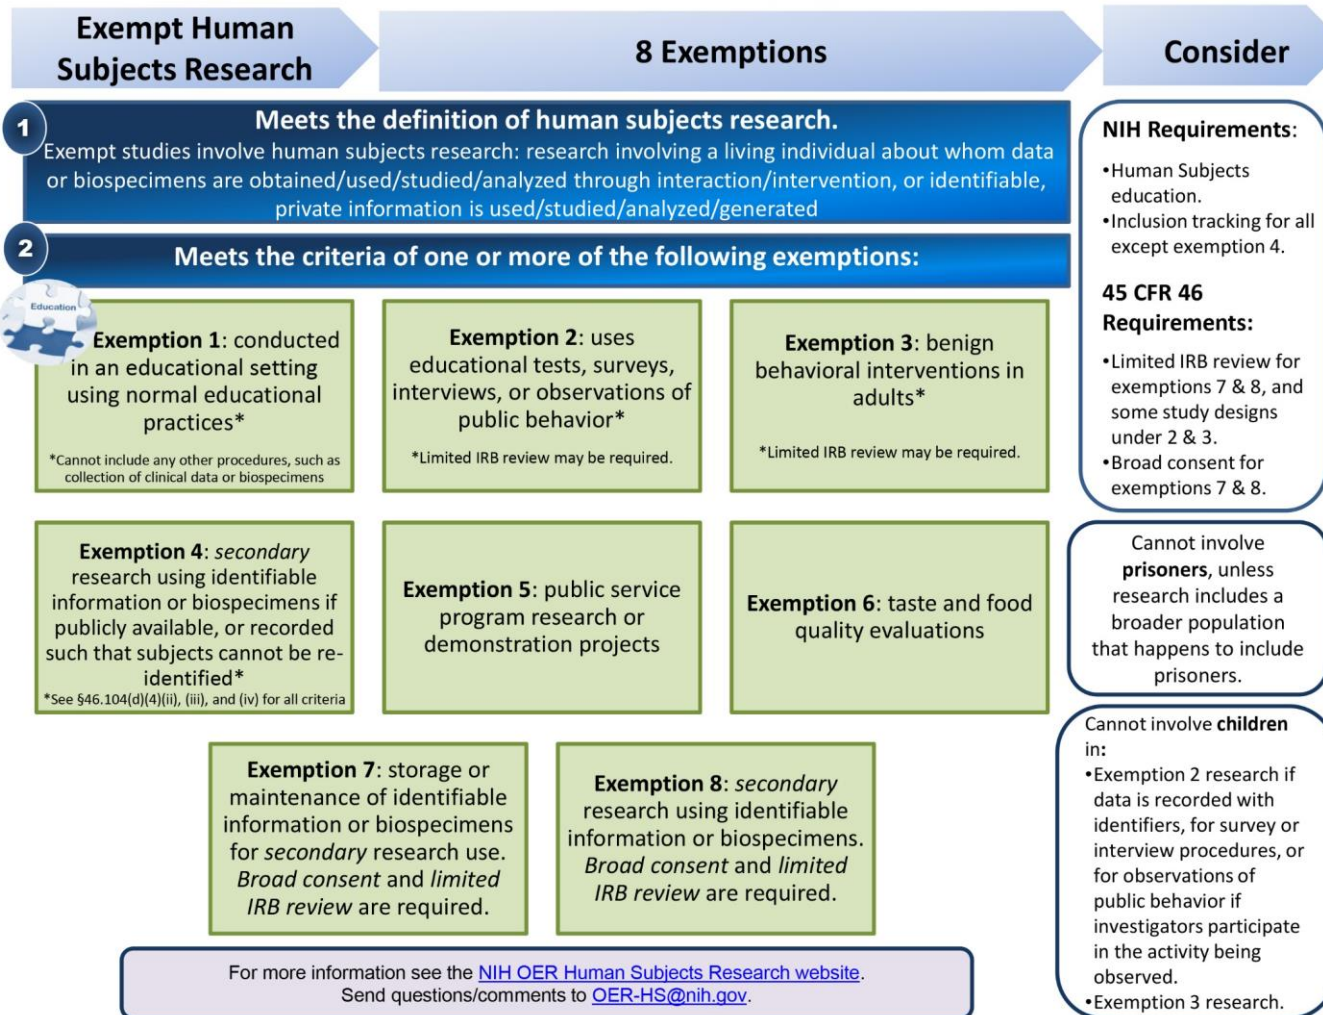 Exempt Human
Subjects Research
8 Exemptions
Consider
1
Meets the definition of human subjects research.
Exempt studies involve human subjects research: research involving a living individual about whom data
or biospecimens are obtained/used/studied/analyzed through interaction/intervention, or identifiable,
private information is used/studied/analyzed/generated
2
Meets the criteria of one or more of the following exemptions:
Education
Exemption 1: conducted
in an educational setting
using normal educational
practices*
*Cannot include any other procedures, such as
collection of clinical data or biospecimens
Exemption 2: uses
educational tests, surveys,
interviews, or observations of
public behavior*
*Limited IRB review may be required.
Exemption 3: benign
behavioral interventions in
adults*
*Limited IRB review may be required.
Exemption 4: secondary
research using identifiable
information or biospecimens if
publicly available, or recorded
such that subjects cannot be re-
identified*
*See §46.104(d)(4)(ii), (iii), and (iv) for all criteria
Exemption 5: public service
program research or
demonstration projects
Exemption 6: taste and food
quality evaluations
Exemption 7: storage or
maintenance of identifiable
information or biospecimens
for secondary research use.
Broad consent and limited
IRB review are required.
Exemption 8: secondary
research using identifiable
information or biospecimens.
Broad consent and limited
IRB review are required.
For more information see the NIH OER Human Subjects Research website.
Send questions/comments to OER-HS@nih.gov.
NIH Requirements:
•Human Subjects
education.
•Inclusion tracking for all
except exemption 4.
45 CFR 46
Requirements:
•Limited IRB review for
exemptions 7 & 8, and
some study designs
under 2 & 3.
•Broad consent for
exemptions 7 & 8.
Cannot involve
prisoners, unless
research includes a
broader population
that happens to include
prisoners.
Cannot involve children
in:
•Exemption 2 research if
data is recorded with
identifiers, for survey or
interview procedures, or
for observations of
public behavior if
investigators participate
in the activity being
observed.
•Exemption 3 research.